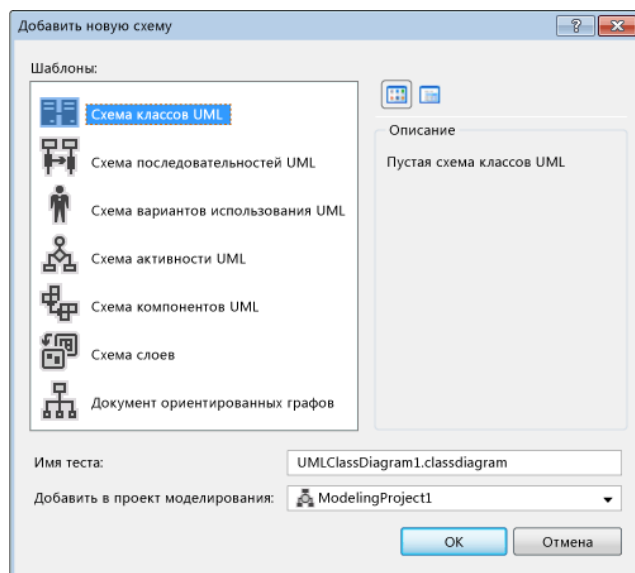 Добавить новую схему
Шаблоны:
Схема классов UML
Схема последовательностей UML
Схема вариантов использования UML
Схема активности UML
Схема компонентов UML
Схема слоев
Документ ориентированных графов
Описание
Пустая схема классов UML
Имя теста: UMLClassDiagram1.classdiagram
Добавить в проект моделирования: ModelingProject1
ОК Отмена